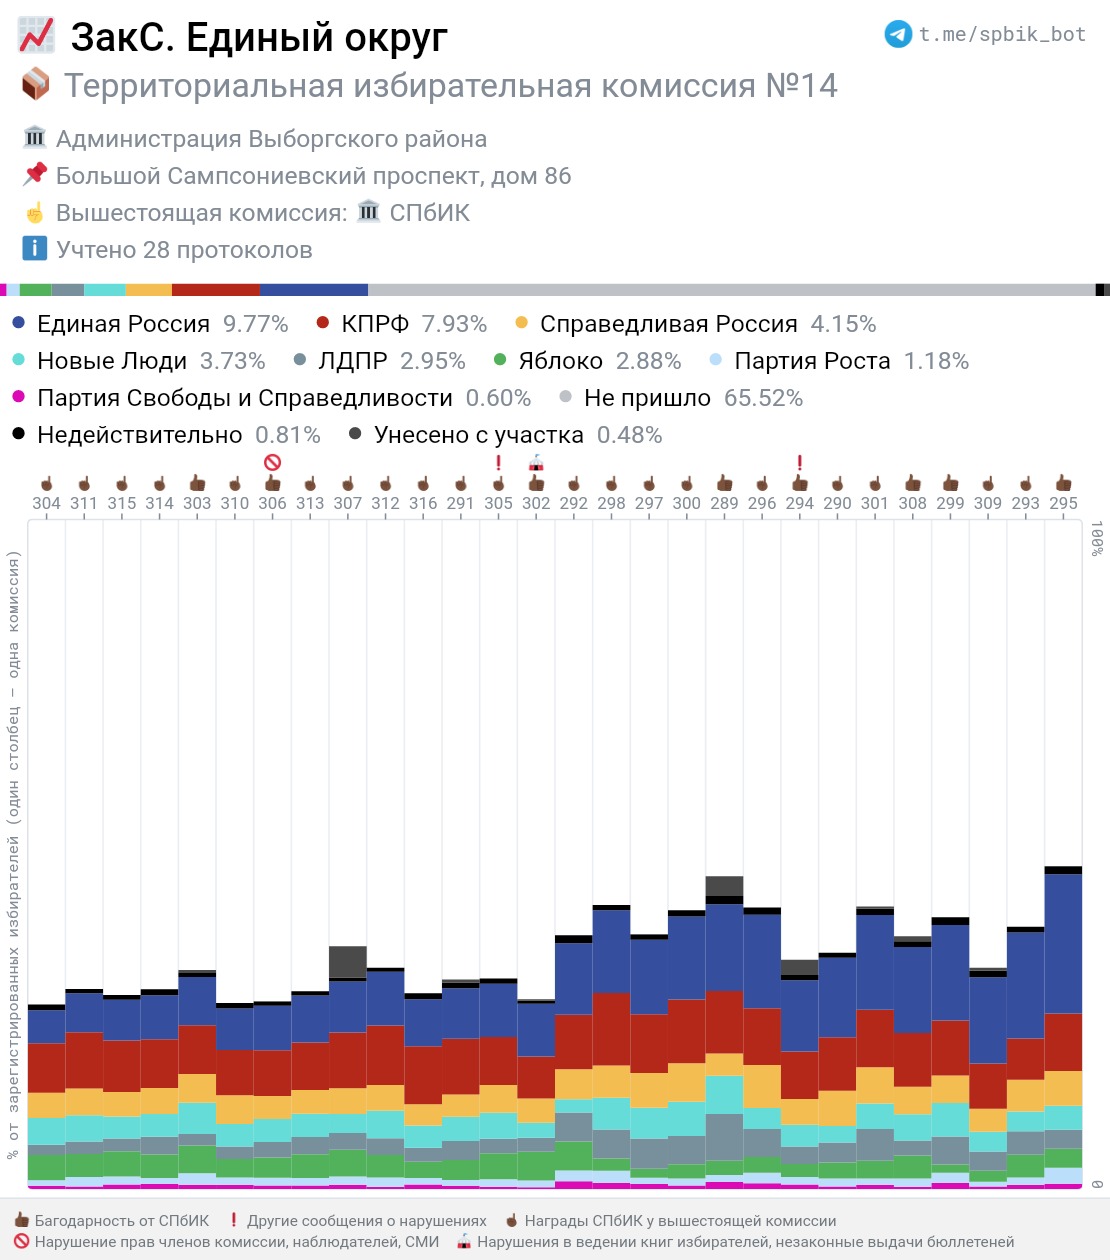 ЗакС. Единый округ
t.me/spbik_bot
Территориальная избирательная комиссия №14
Администрация Выборгского района
Большой Сампсониевский проспект, дом 86
Вышестоящая комиссия: СПбИК
Учтено 28 протоколов
Единая Россия 9.77% КПРФ 7.93% Справедливая Россия 4.15%
Новые Люди 3.73% ЛДПР 2.95% Яблоко 2.88% Партия Роста 1.18%
Партия Свободы и Справедливости 0.60% Не пришло 65.52%
Недействительно 0.81% Унесено с участка 0.48%
304 311 315 314 303 310 306 313 307 312 316 291 305 302 292 298 297 300 289 296 294 290 301 308 299 309 293 295
% от зарегистрированных избирателей (один столбец — одна комиссия)
100%
0
Багодарность от СПбИК Другие сообщения о нарушениях Награды СПбИК у вышестоящей комиссии
Нарушение прав членов комиссии, наблюдателей, СМИ Нарушения в ведении книг избирателей, незаконные выдачи бюллетеней